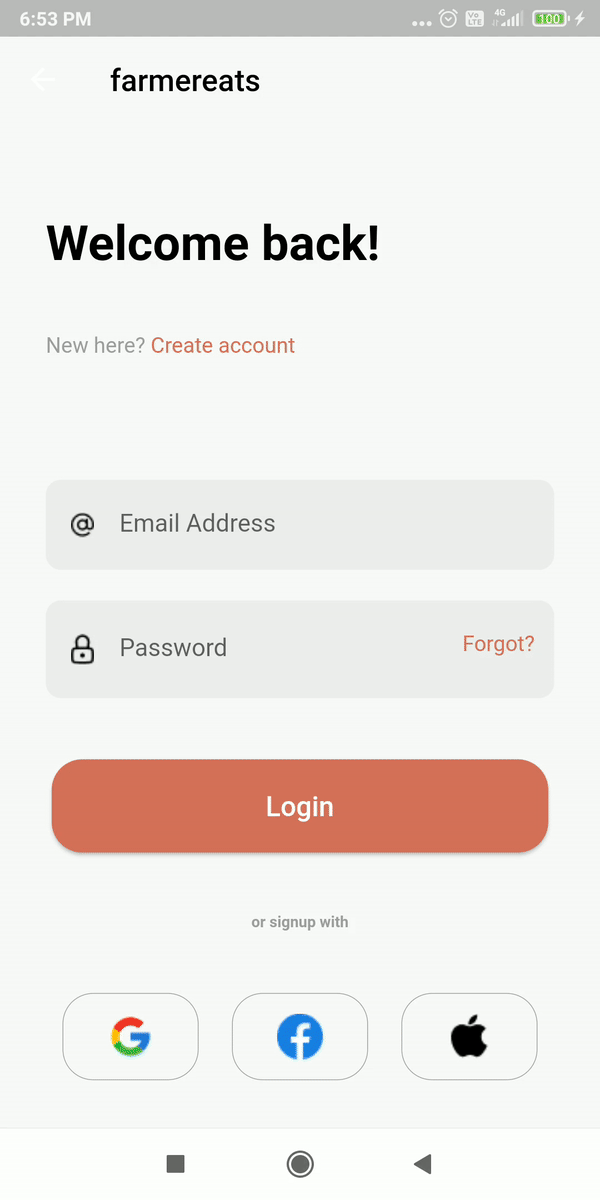 6:53 PM
4G
Vo
LTE
100
farmereats
Welcome back!
New here? Create account
@ Email Address
Password
Forgot?
Login
or signup with